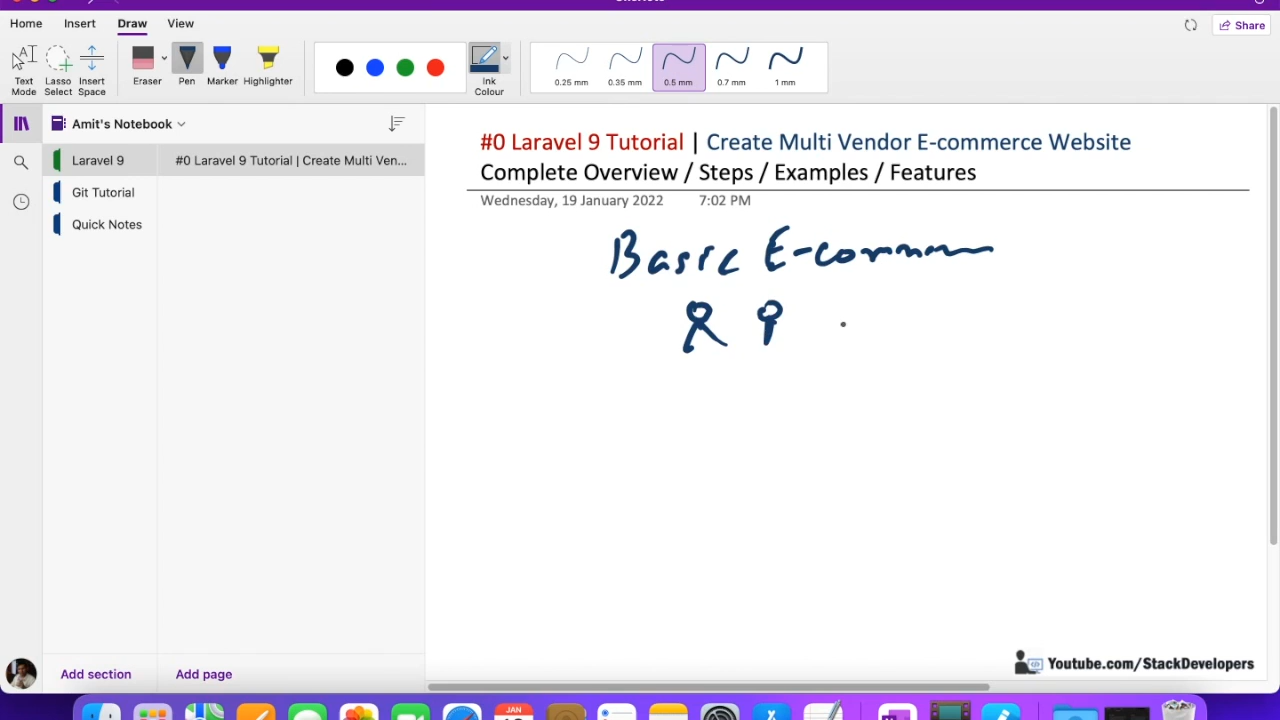 Home Insert Draw View
Share
Text Mode
Lasso Select
Insert Space
Eraser
Pen
Marker
Highlighter
Ink Colour
0.25 mm
0.35 mm
0.5 mm
0.7 mm
1 mm
Amit's Notebook
Laravel 9
#0 Laravel 9 Tutorial | Create Multi Ven...
Git Tutorial
Quick Notes
#0 Laravel 9 Tutorial | Create Multi Vendor E-commerce Website
Complete Overview / Steps / Examples / Features
Wednesday, 19 January 2022 7:02 PM
Basic
Add section
Add page
Youtube.com/StackDevelopers